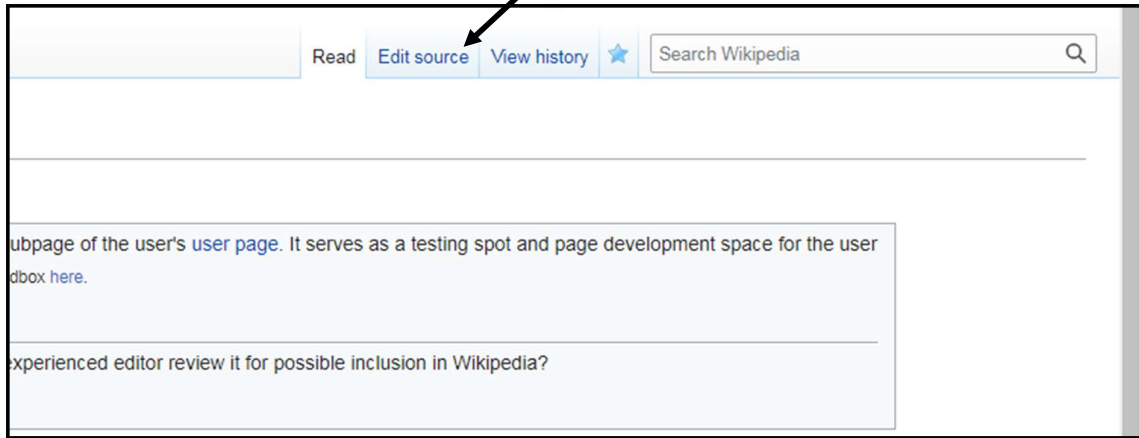 Read Edit source View history Search Wikipedia
ubpage of the user's user page. It serves as a testing spot and page development space for the user
dbox here.
experienced editor review it for possible inclusion in Wikipedia?